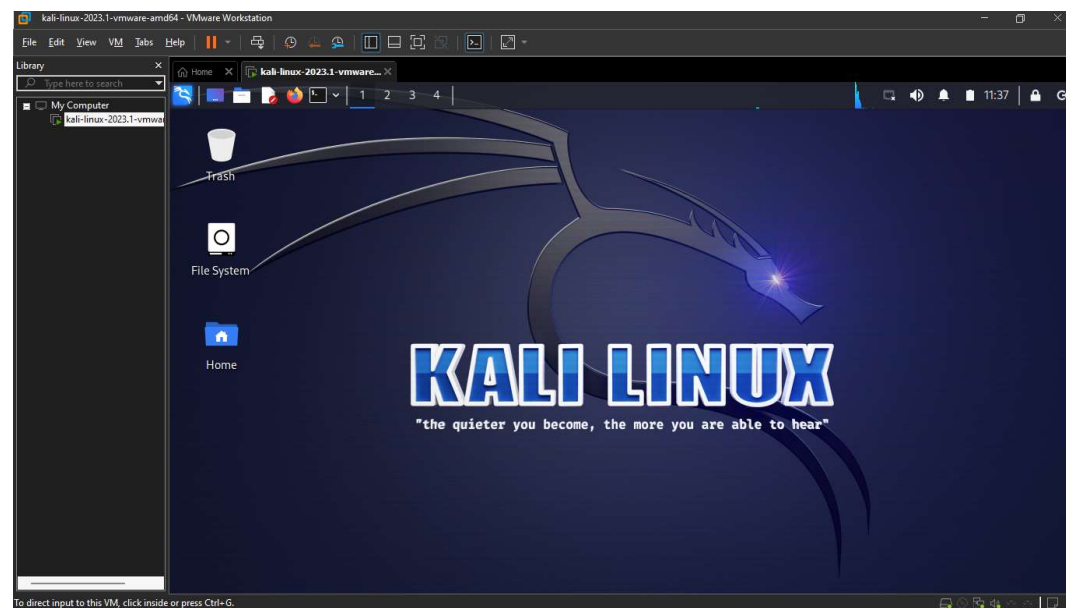 kali-linux-2023.1-vmware-amd64 - VMware Workstation
File Edit View VM Tabs Help
Library
Type here to search
My Computer
kali-linux-2023.1-vmwar
Home
kali-linux-2023.1-vmware...
1 2 3 4
11:37
Trash
File System
Home
KALI LINUX
"the quieter you become, the more you are able to hear"
To direct input to this VM, click inside or press Ctrl+G.